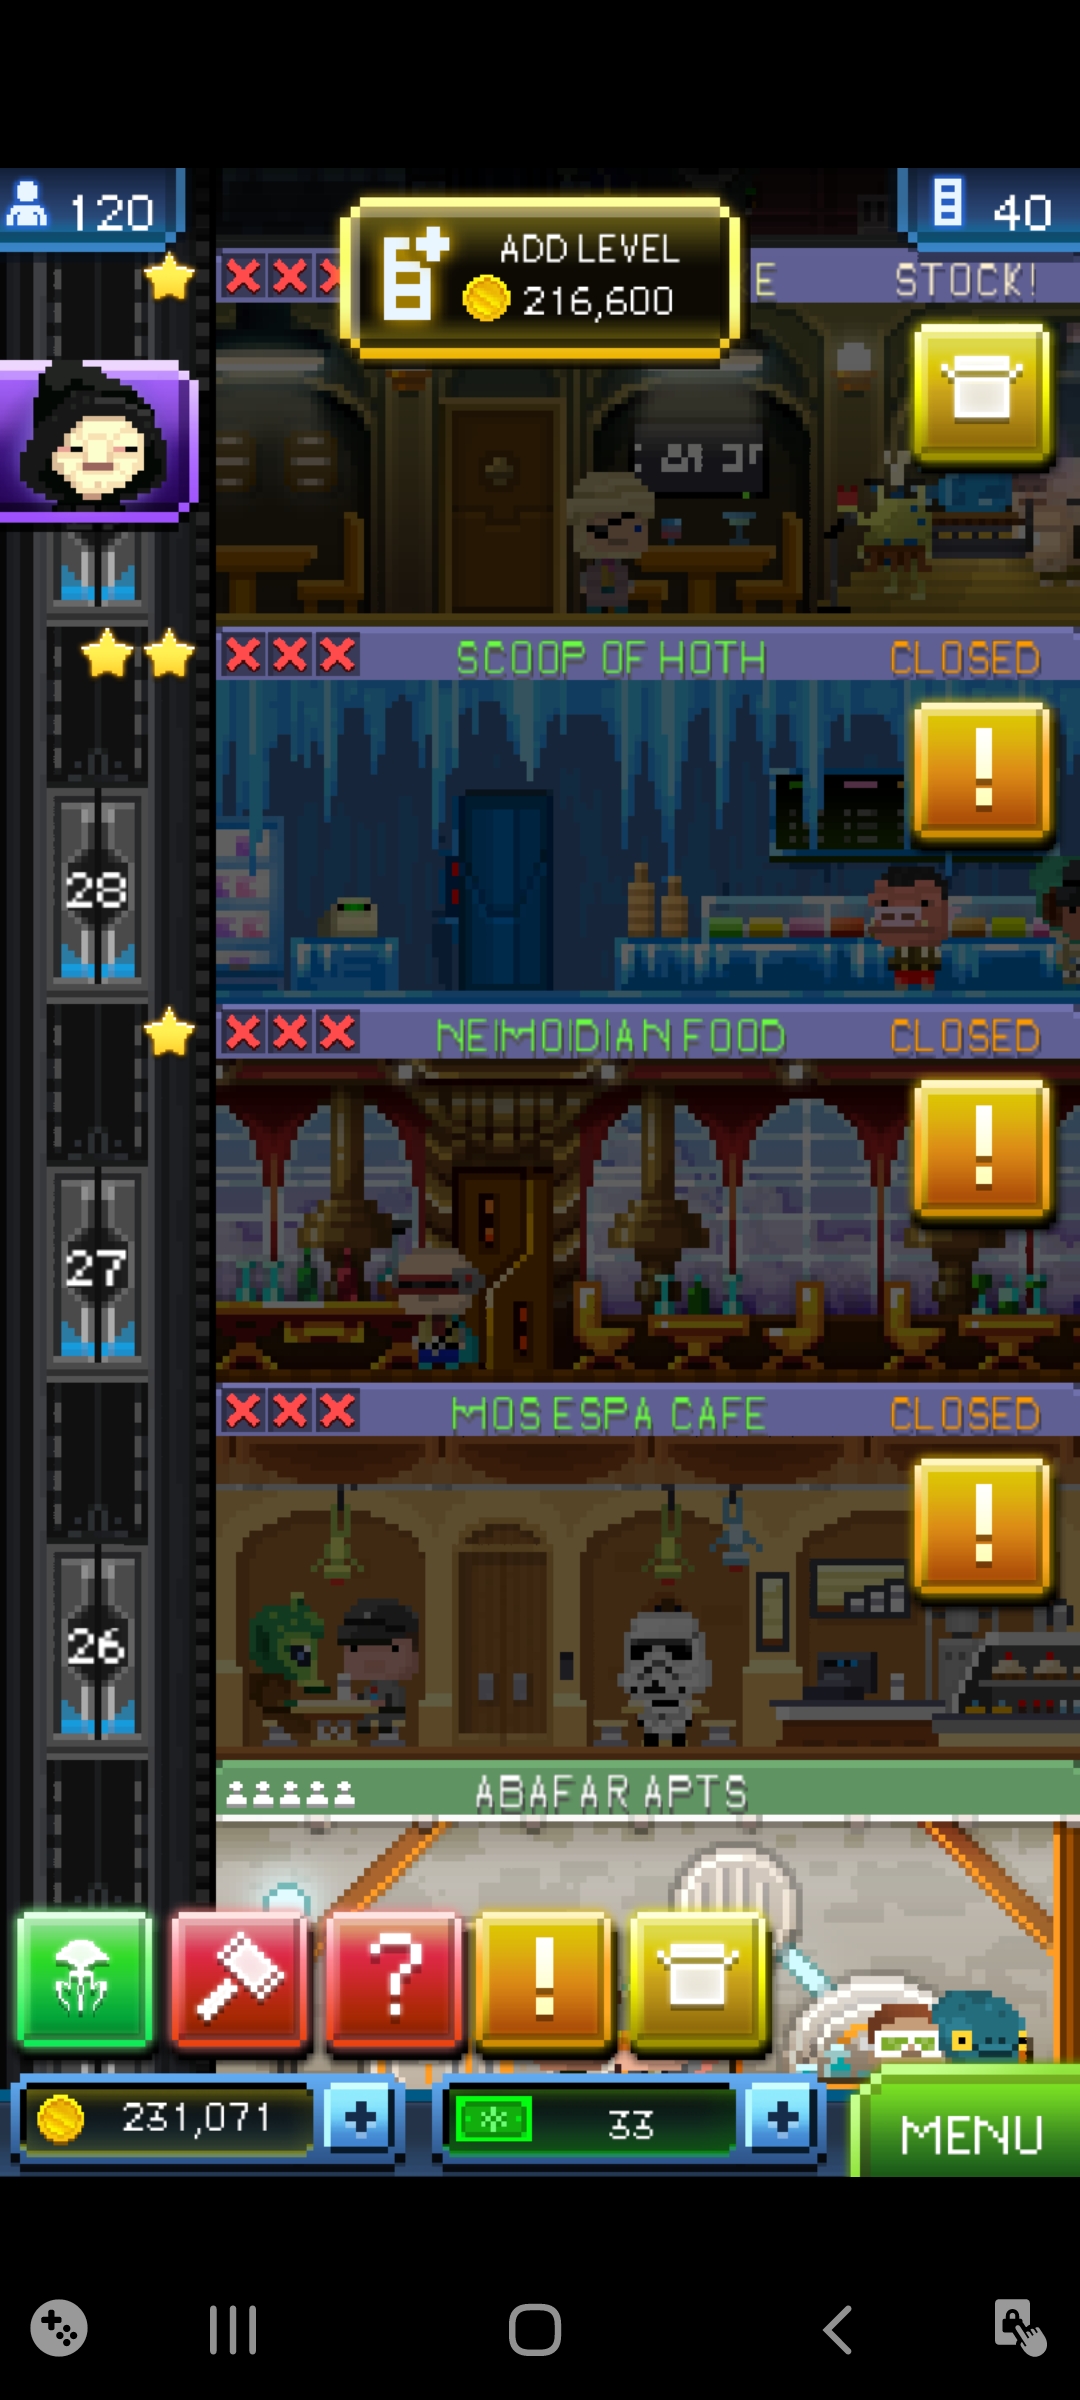 120
ADD LEVEL
216,600
40
E STOCK!
SCOOP OF HOTH CLOSED
28
NEIMOIDIAN FOOD CLOSED
27
MOS ESPA CAFE CLOSED
26
ABAFAR APTS
231,071
33
MENU